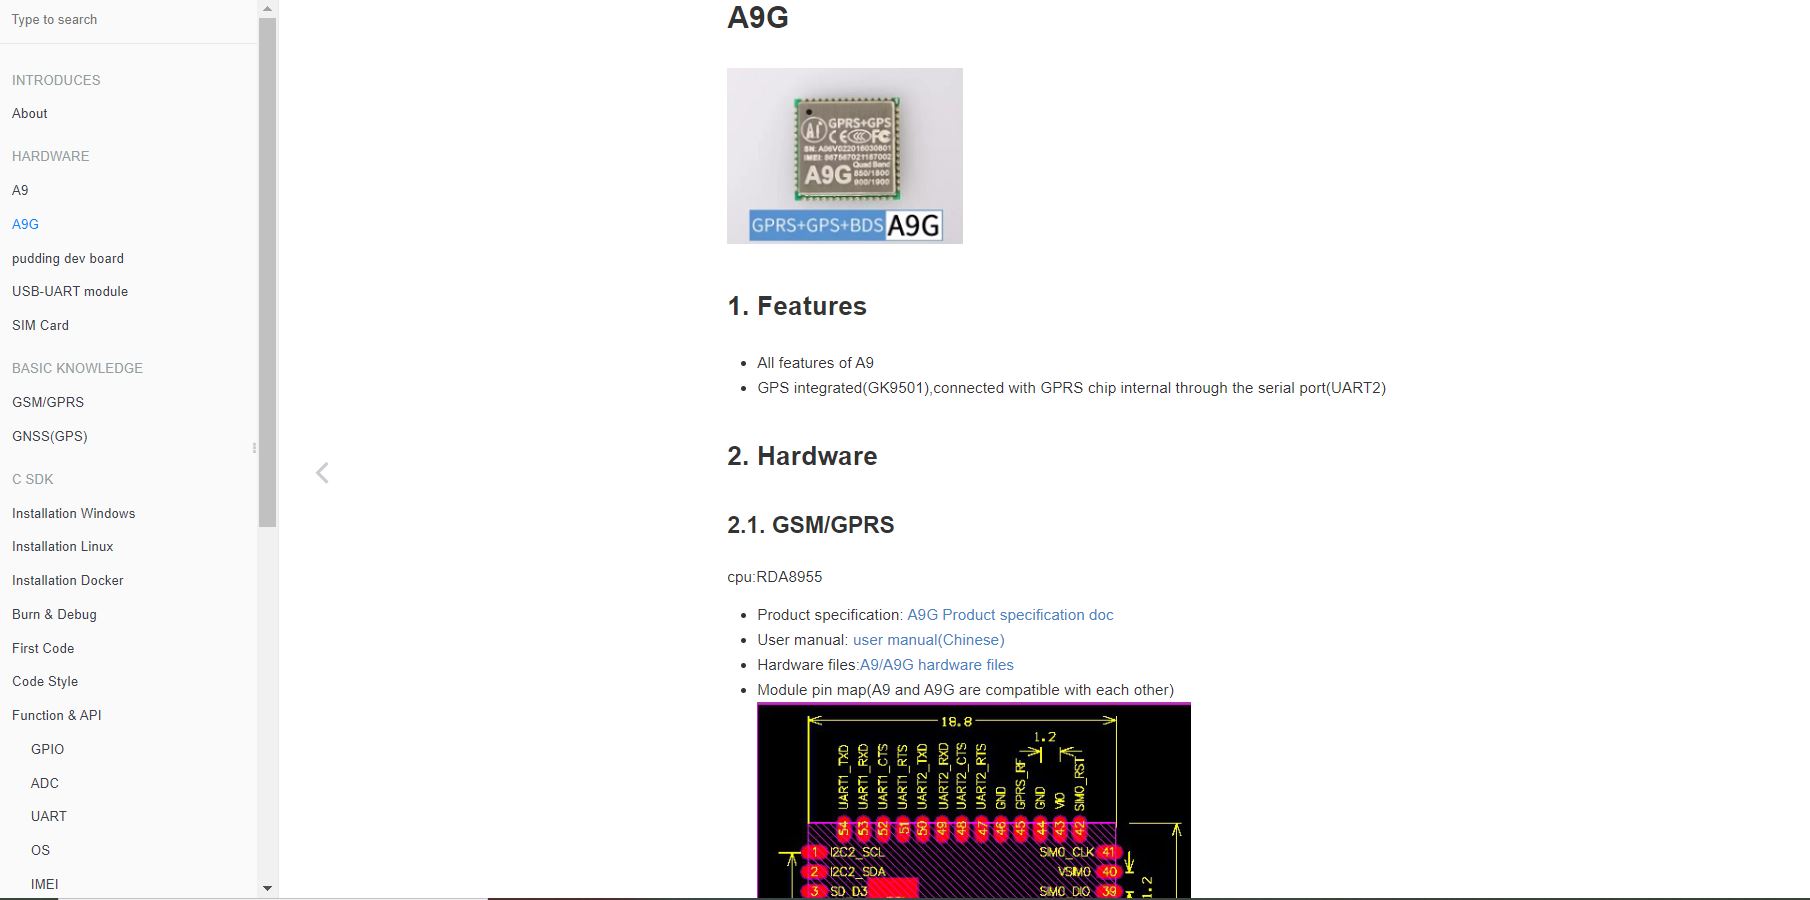 Type to search
INTRODUCES
About
HARDWARE
A9
A9G
pudding dev board
USB-UART module
SIM Card
BASIC KNOWLEDGE
GSM/GPRS
GNSS(GPS)
C SDK
Installation Windows
Installation Linux
Installation Docker
Burn & Debug
First Code
Code Style
Function & API
GPIO
ADC
UART
OS
IMEI
A9G
GPRS+GPS
SN: A06V022016030601
IMEI: 867567021187002
Quad Band
A9G 850/1800
900/1900
GPRS+GPS+BDS A9G
1. Features
All features of A9
GPS integrated(GK9501),connected with GPRS chip internal through the serial port(UART2)
2. Hardware
2.1. GSM/GPRS
cpu:RDA8955
Product specification: A9G Product specification doc
User manual: user manual(Chinese)
Hardware files:A9/A9G hardware files
Module pin map(A9 and A9G are compatible with each other)
18.8
1.2
UART1_TXD
UART1_RXD
UART1_CTS
UART1_RTS
UART2_TXD
UART2_RXD
UART2_CTS
UART2_RTS
GND
GPRS_RF
GND
VIO
SIM0_RST
54 53 52 51 50 49 48 47 46 45 44 43 42
1 I2C2_SCL SIM0_CLK 41
2 I2C2_SDA VSIM0 40
3 SD_D3 SIM0_DIO 39
1.2